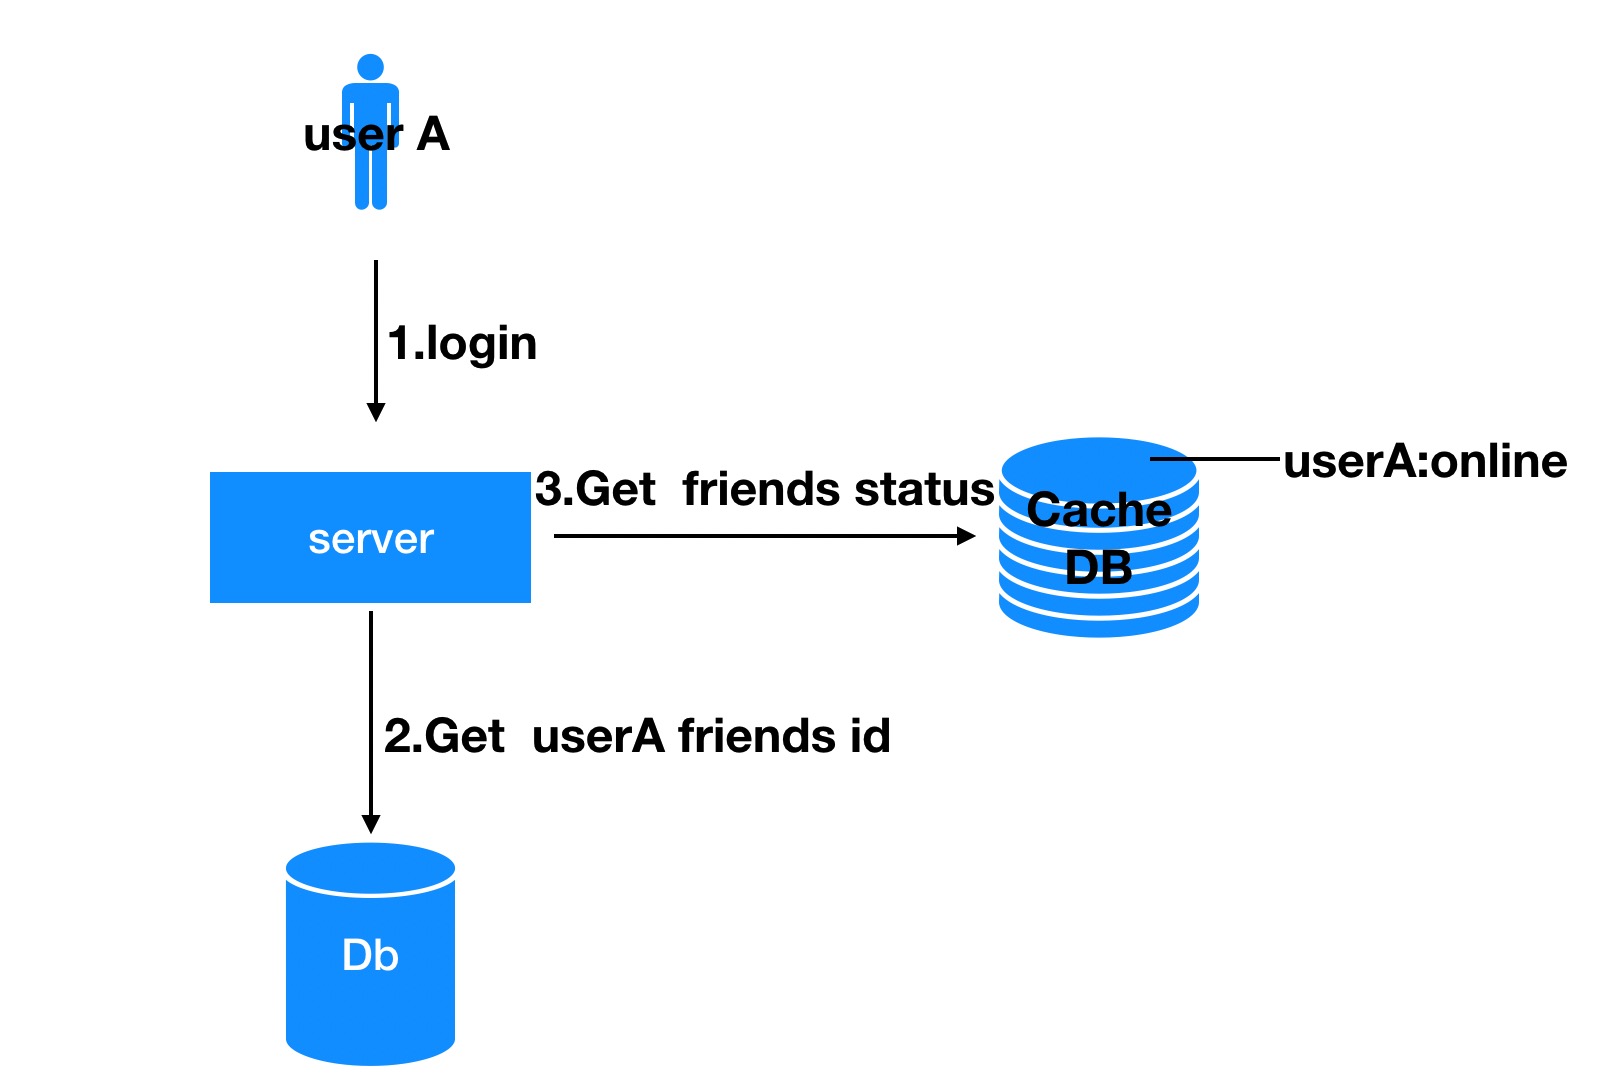 user A
1.login
3.Get  friends status
userA:online
Cache
DB
server
2.Get  userA friends id
Db